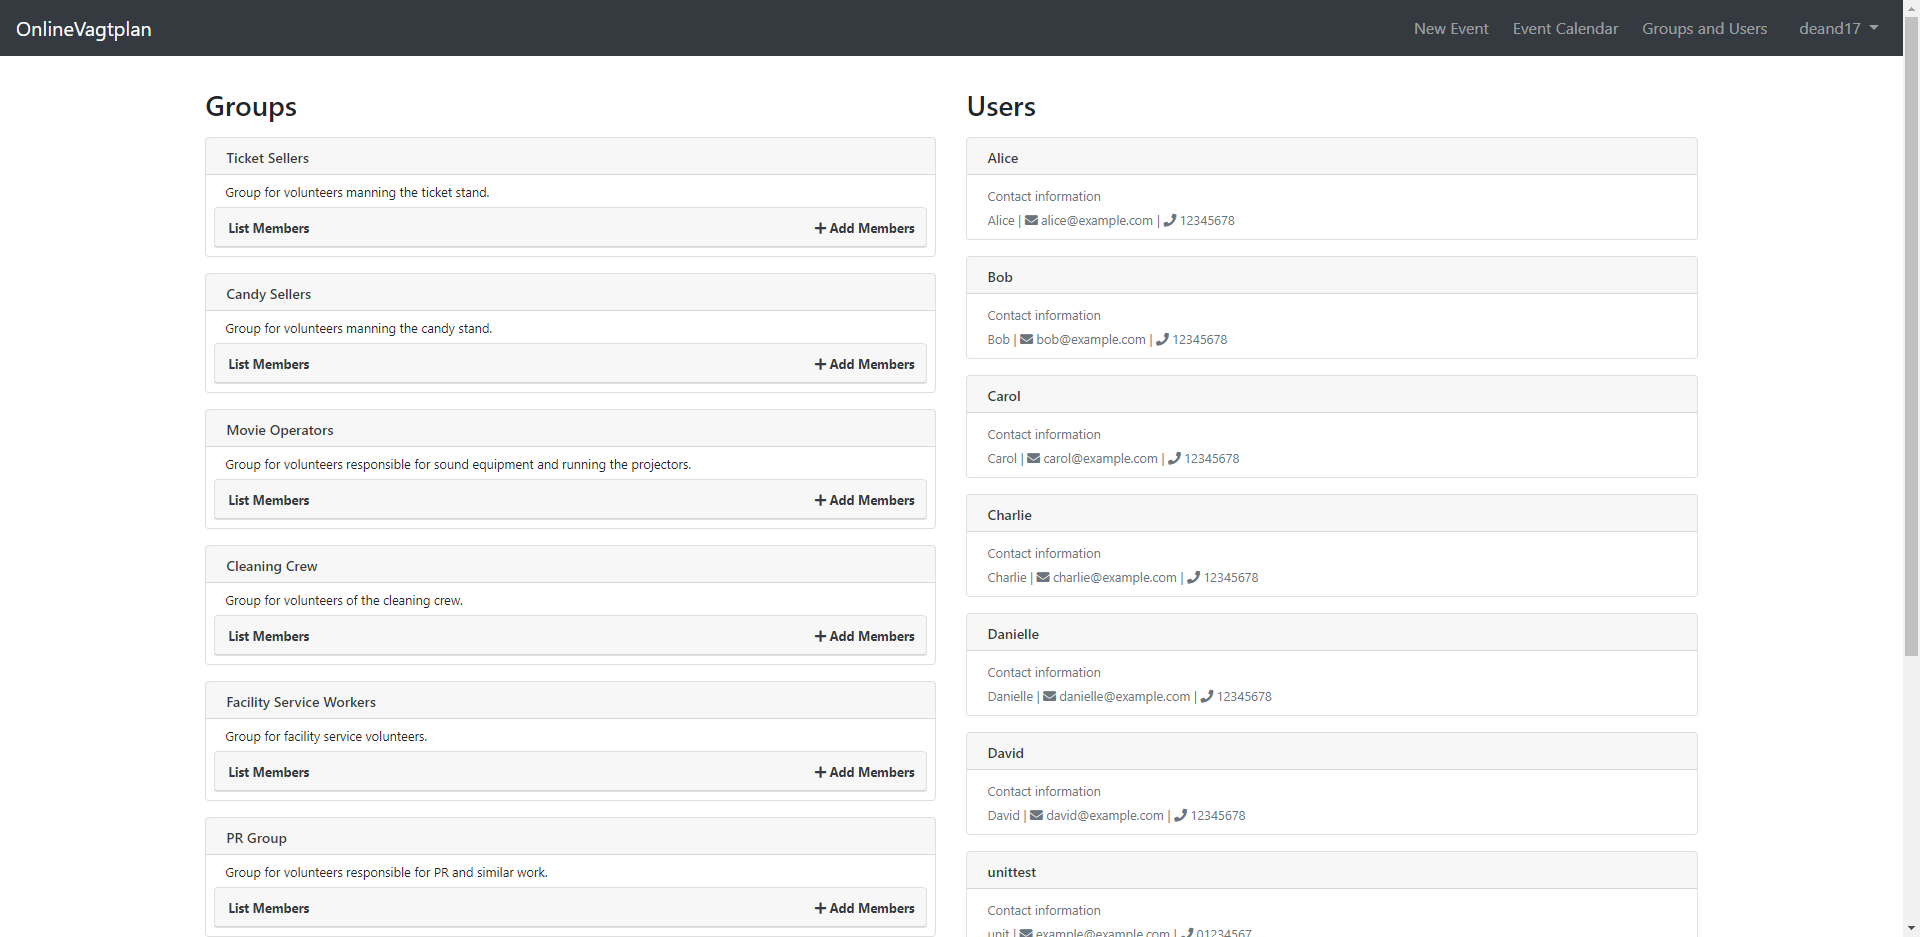 OnlineVagtplan
New Event Event Calendar Groups and Users deand17
Groups
Ticket Sellers
Group for volunteers manning the ticket stand.
List Members Add Members
Candy Sellers
Group for volunteers manning the candy stand.
List Members Add Members
Movie Operators
Group for volunteers responsible for sound equipment and running the projectors.
List Members Add Members
Cleaning Crew
Group for volunteers of the cleaning crew.
List Members Add Members
Facility Service Workers
Group for facility service volunteers.
List Members Add Members
PR Group
Group for volunteers responsible for PR and similar work.
List Members Add Members
Users
Alice
Contact information
Alice | alice@example.com | 12345678
Bob
Contact information
Bob | bob@example.com | 12345678
Carol
Contact information
Carol | carol@example.com | 12345678
Charlie
Contact information
Charlie | charlie@example.com | 12345678
Danielle
Contact information
Danielle | danielle@example.com | 12345678
David
Contact information
David | david@example.com | 12345678
unittest
Contact information
unit | example@example.com | 01234567